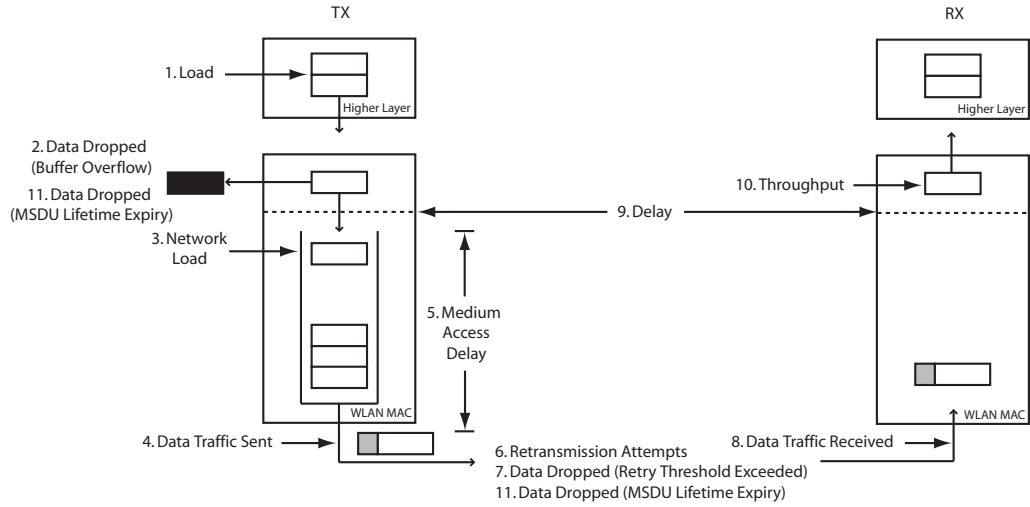 TX
RX
1. Load
Higher Layer
Higher Layer
2. Data Dropped
(Buffer Overflow)
11. Data Dropped
(MSDU Lifetime Expiry)
10. Throughput
9. Delay
3. Network
Load
5. Medium
Access
Delay
WLAN MAC
WLAN MAC
4. Data Traffic Sent
6. Retransmission Attempts
7. Data Dropped (Retry Threshold Exceeded)
11. Data Dropped (MSDU Lifetime Expiry)
8. Data Traffic Received